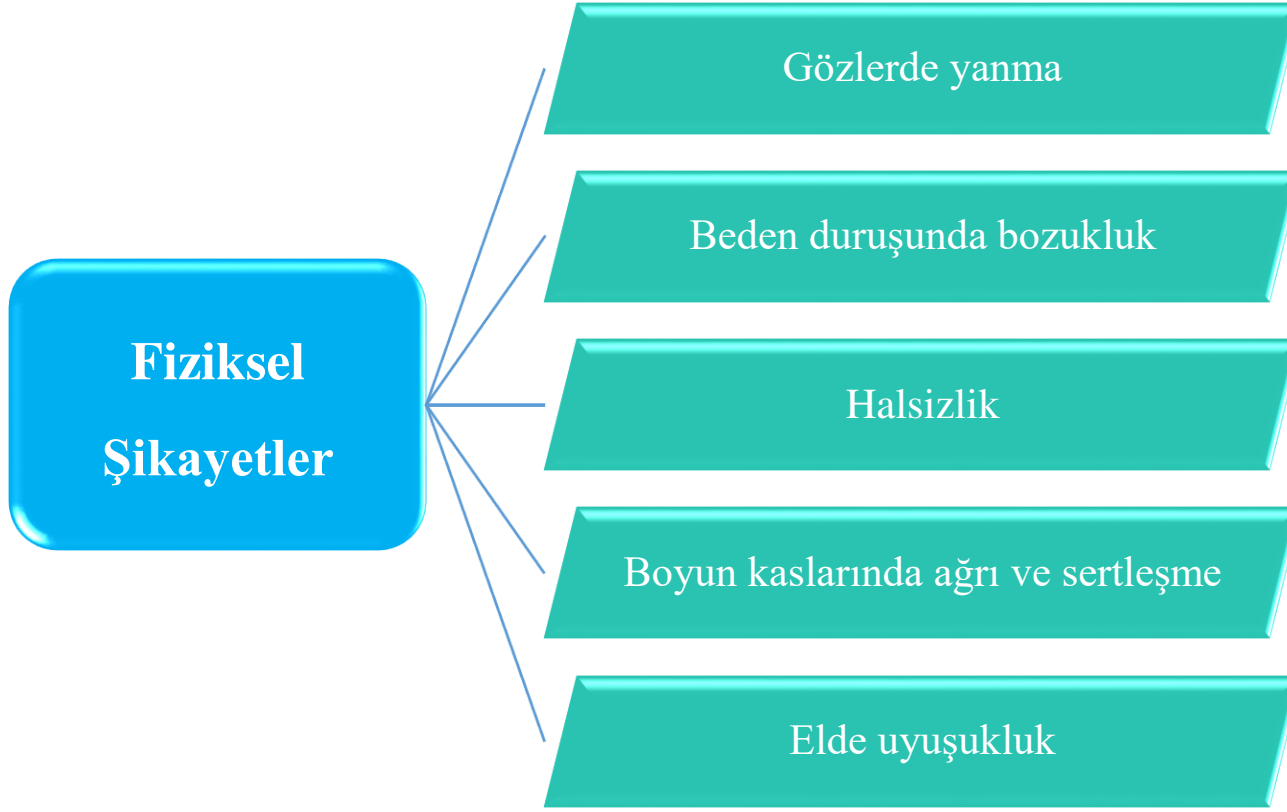 Fiziksel
Şikayetler
Gözlerde yanma
Beden duruşunda bozukluk
Halsizlik
Boyun kaslarında ağrı ve sertleşme
Elde uyuşukluk